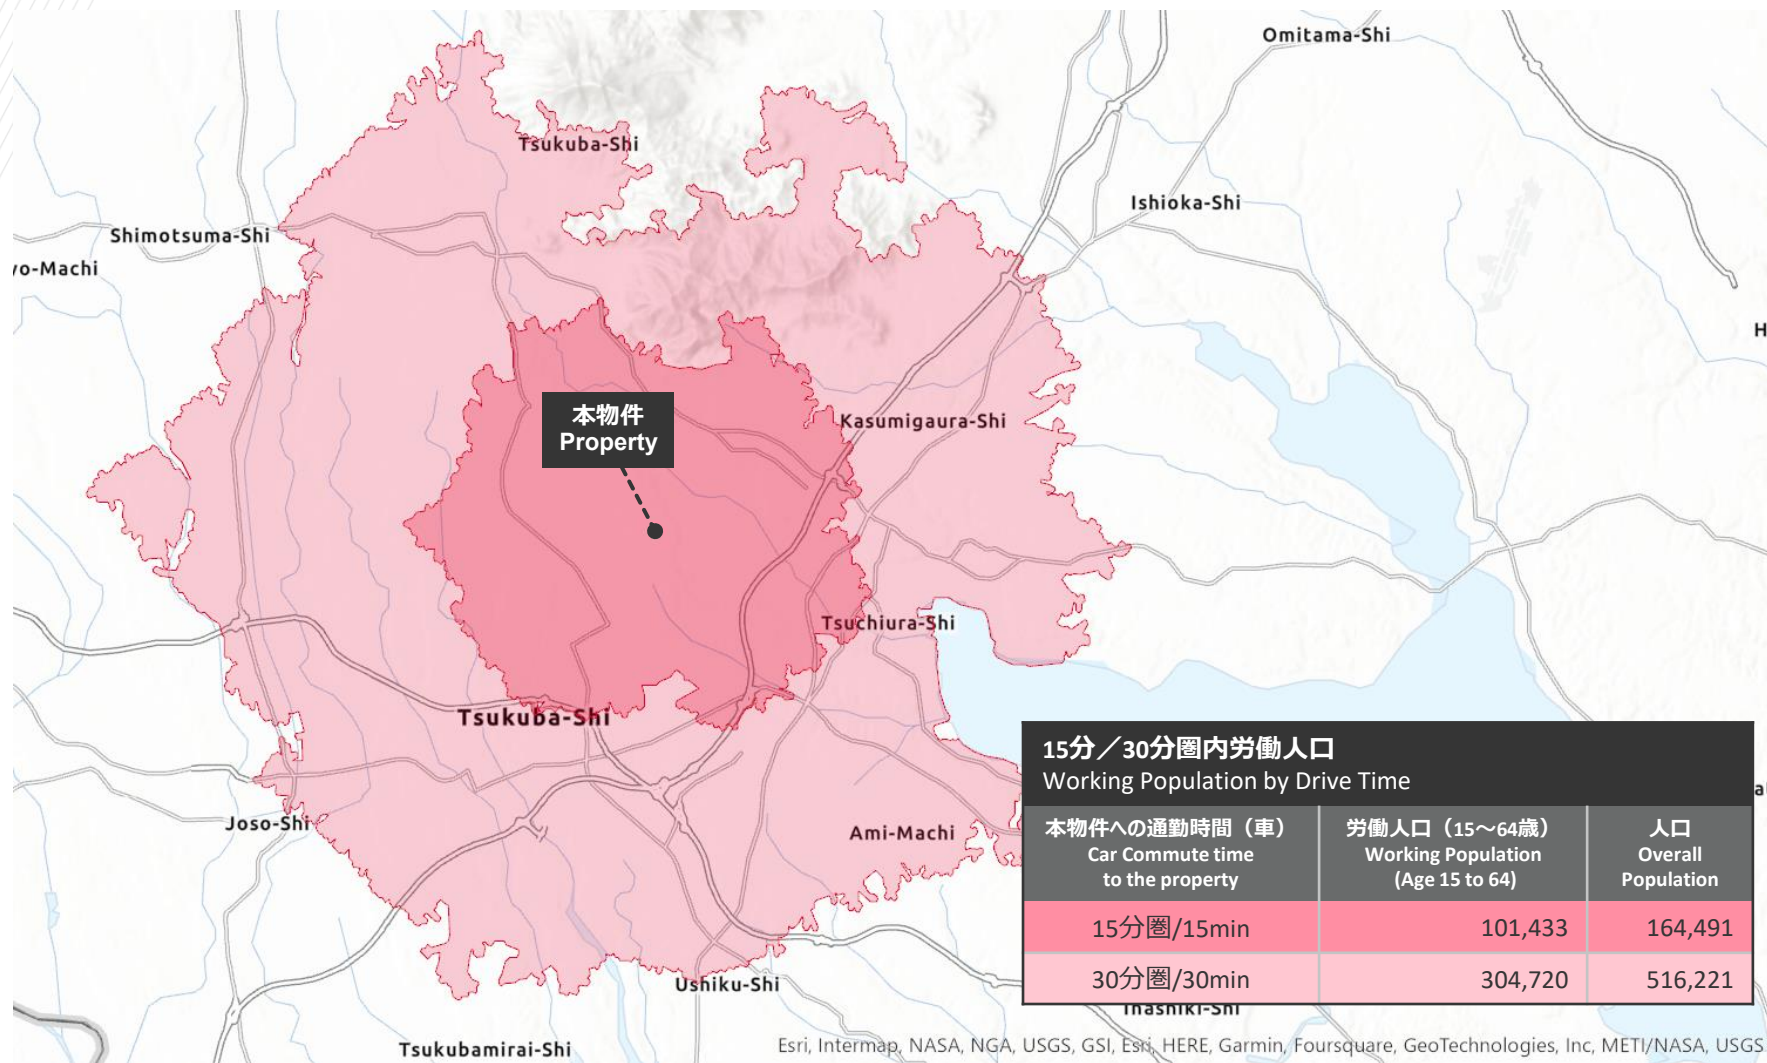 Omitama-Shi
Tsukuba-Shi
Ishioka-Shi
Shimotsuma-Shi
yo-Machi
H
本物件
Property
Kasumigaura-Shi
Tsuchiura-Shi
Tsukuba-Shi
15分／30分圏内労働人口
Working Population by Drive Time
本物件への通勤時間（車）
Car Commute time
to the property
労働人口（15～64歳）
Working Population
(Age 15 to 64)
人口
Overall
Population
15分圏/15min 101,433 164,491
30分圏/30min 304,720 516,221
Joso-Shi
Ami-Machi
Ushiku-Shi
Inashiki-Shi
Tsukubamirai-Shi
Esri, Intermap, NASA, NGA, USGS, GSI, Esri, HERE, Garmin, Foursquare, GeoTechnologies, Inc, METI/NASA, USGS